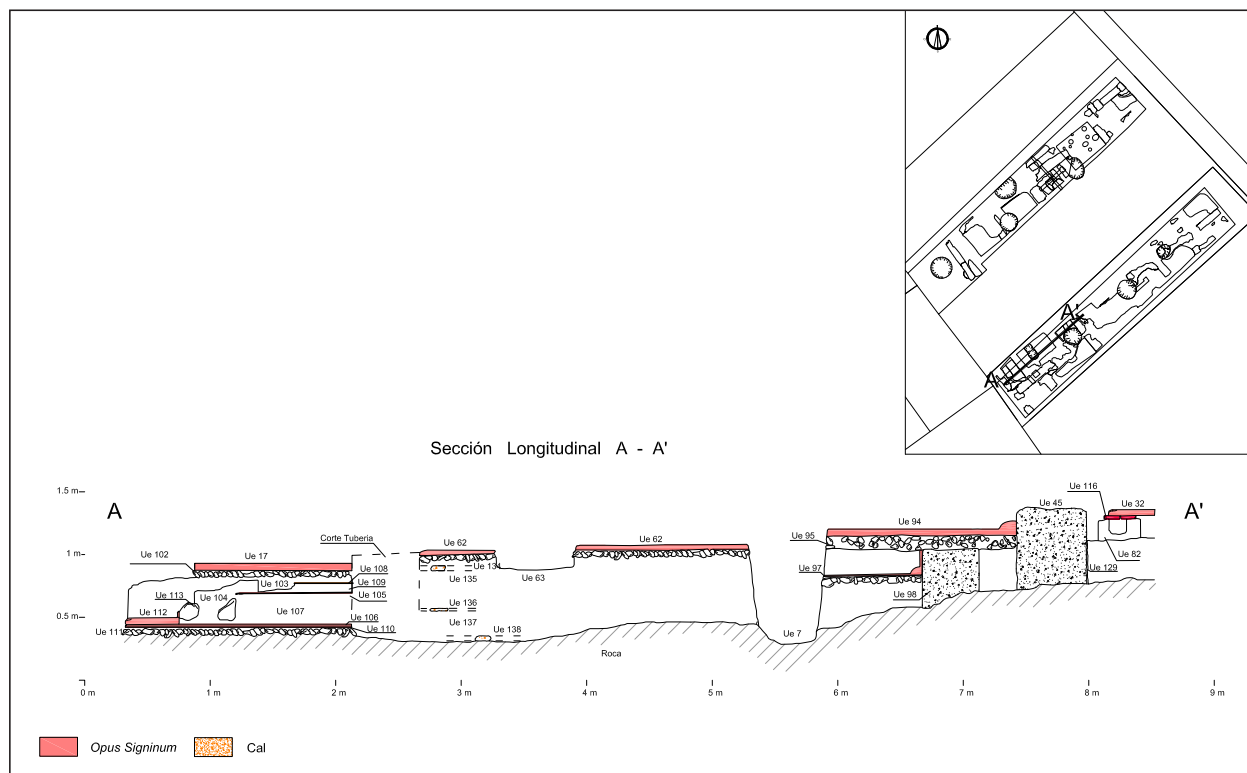 A'
A
Sección Longitudinal A - A'
1.5 m
A
Ue 116
Ue 45
Ue 32
A'
Ue 94
Corte Tuberia
Ue 62
Ue 62
Ue 95
1 m
Ue 102
Ue 17
Ue 82
Ue 108
Ue 134
Ue 97
Ue 129
Ue 103
Ue 109
Ue 135
Ue 63
Ue 113
Ue 104
Ue 105
Ue 98
0.5 m
Ue 112
Ue 107
Ue 106
Ue 136
Ue 111
Ue 110
Ue 137
Ue 138
Ue 7
Roca
0 m
1 m
2 m
3 m
4 m
5 m
6 m
7 m
8 m
9 m
Opus Signinum
Cal